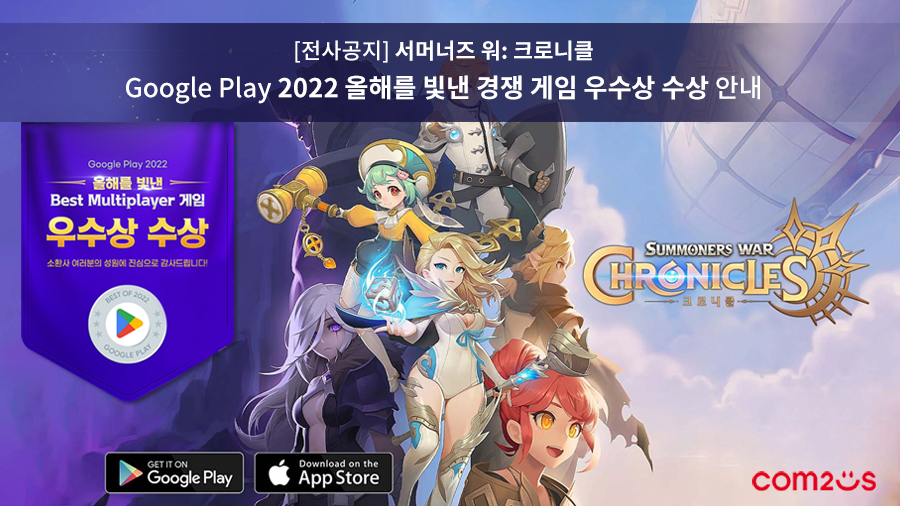 [전사공지] 서머너즈 워: 크로니클
Google Play 2022 올해를 빛낸 경쟁 게임 우수상 수상 안내
Google Play 2022
올해를 빛낸
Best Multiplayer 게임
우수상 수상
소환사 여러분의 성원에 진심으로 감사드립니다!
BEST OF 2022
GOOGLE PLAY
SUMMONERS WAR
CHRONICLES
크로니클
GET IT ON
Google Play
Download on the
App Store
com2us